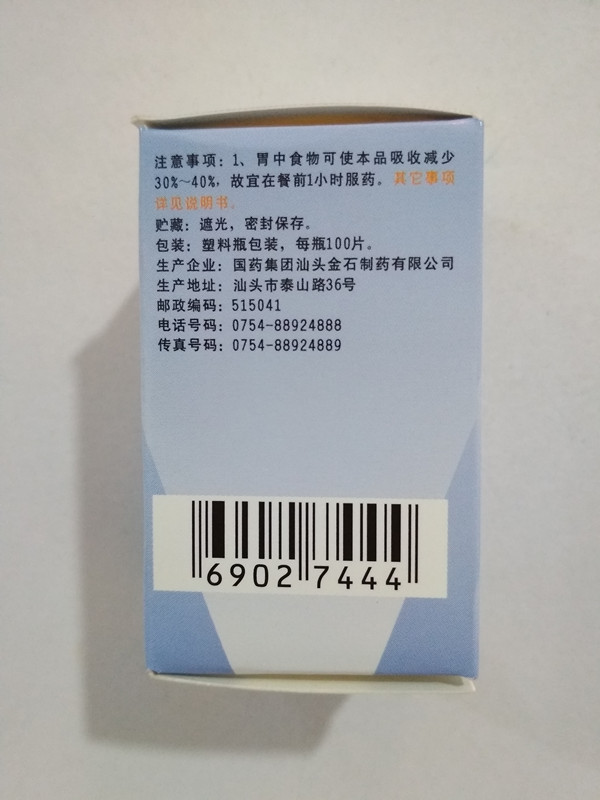 注意事项：1、胃中食物可使本品吸收减少
30%～40%，故宜在餐前1小时服药。其它事项
详见说明书。
贮藏：遮光，密封保存。
包装：塑料瓶包装，每瓶100片。
生产企业：国药集团汕头金石制药有限公司
生产地址：汕头市泰山路36号
邮政编码：515041
电话号码：0754-88924888
传真号码：0754-88924889
6902 7444